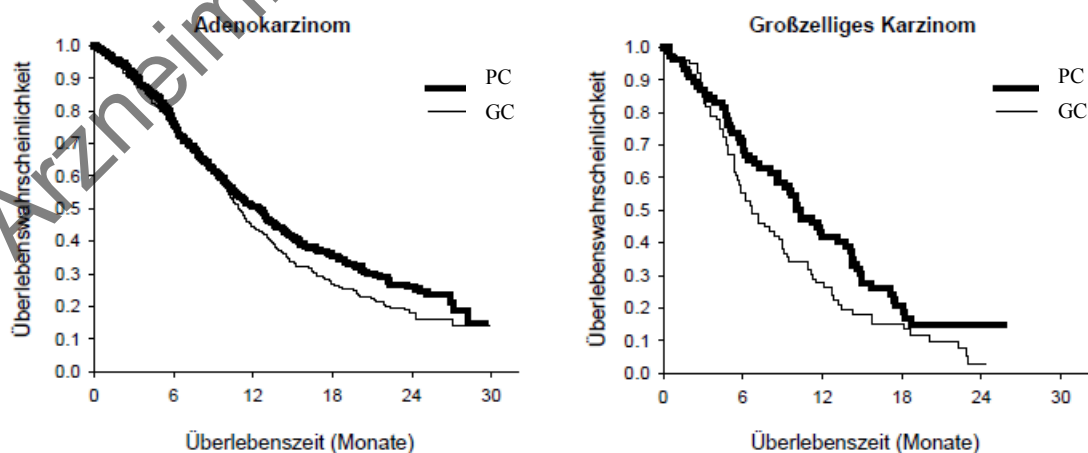 Arzneim
Adenokarzinom
Überlebenswahrscheinlichkeit
1.0
0.9
0.8
0.7
0.6
0.5
0.4
0.3
0.2
0.1
0.0
PC
GC
0 6 12 18 24 30
Überlebenszeit (Monate)
Großzelliges Karzinom
Überlebenswahrscheinlichkeit
1.0
0.9
0.8
0.7
0.6
0.5
0.4
0.3
0.2
0.1
0.0
PC
GC
0 6 12 18 24 30
Überlebenszeit (Monate)